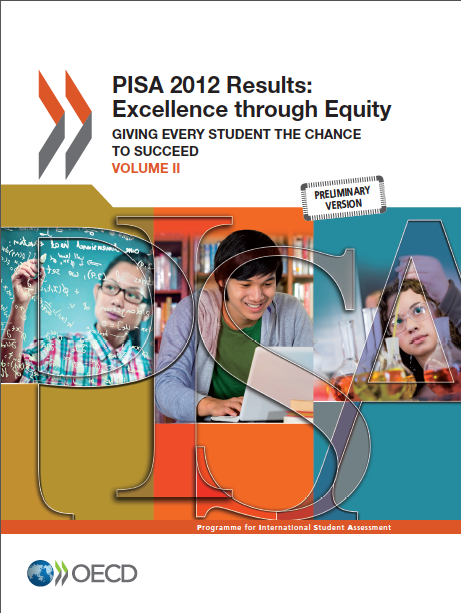 PISA 2012 Results:
Excellence through Equity
GIVING EVERY STUDENT THE CHANCE
TO SUCCEED
VOLUME II
PRELIMINARY
VERSION
PISA
Programme for International Student Assessment
OECD